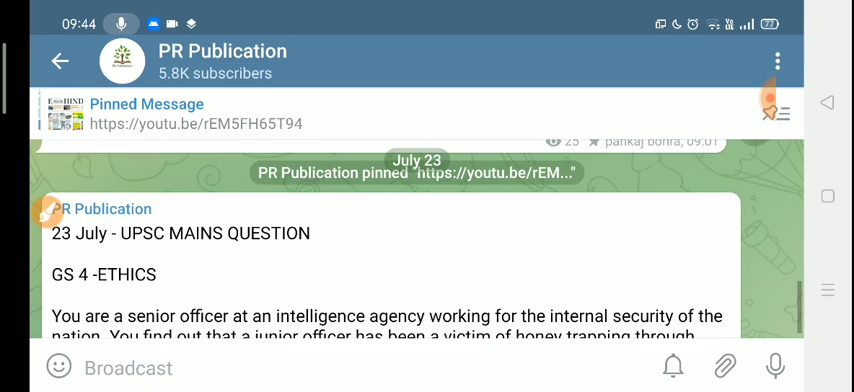 09:44
77
PR Publication
5.8K subscribers
Pinned Message
https://youtu.be/rEM5FH65T94
25 pankaj bohra, 09:01
July 23
PR Publication pinned "https://youtu.be/rEM..."
PR Publication
23 July - UPSC MAINS QUESTION
GS 4 -ETHICS
You are a senior officer at an intelligence agency working for the internal security of the
nation. You find out that a junior officer has been a victim of honey trapping through
Broadcast